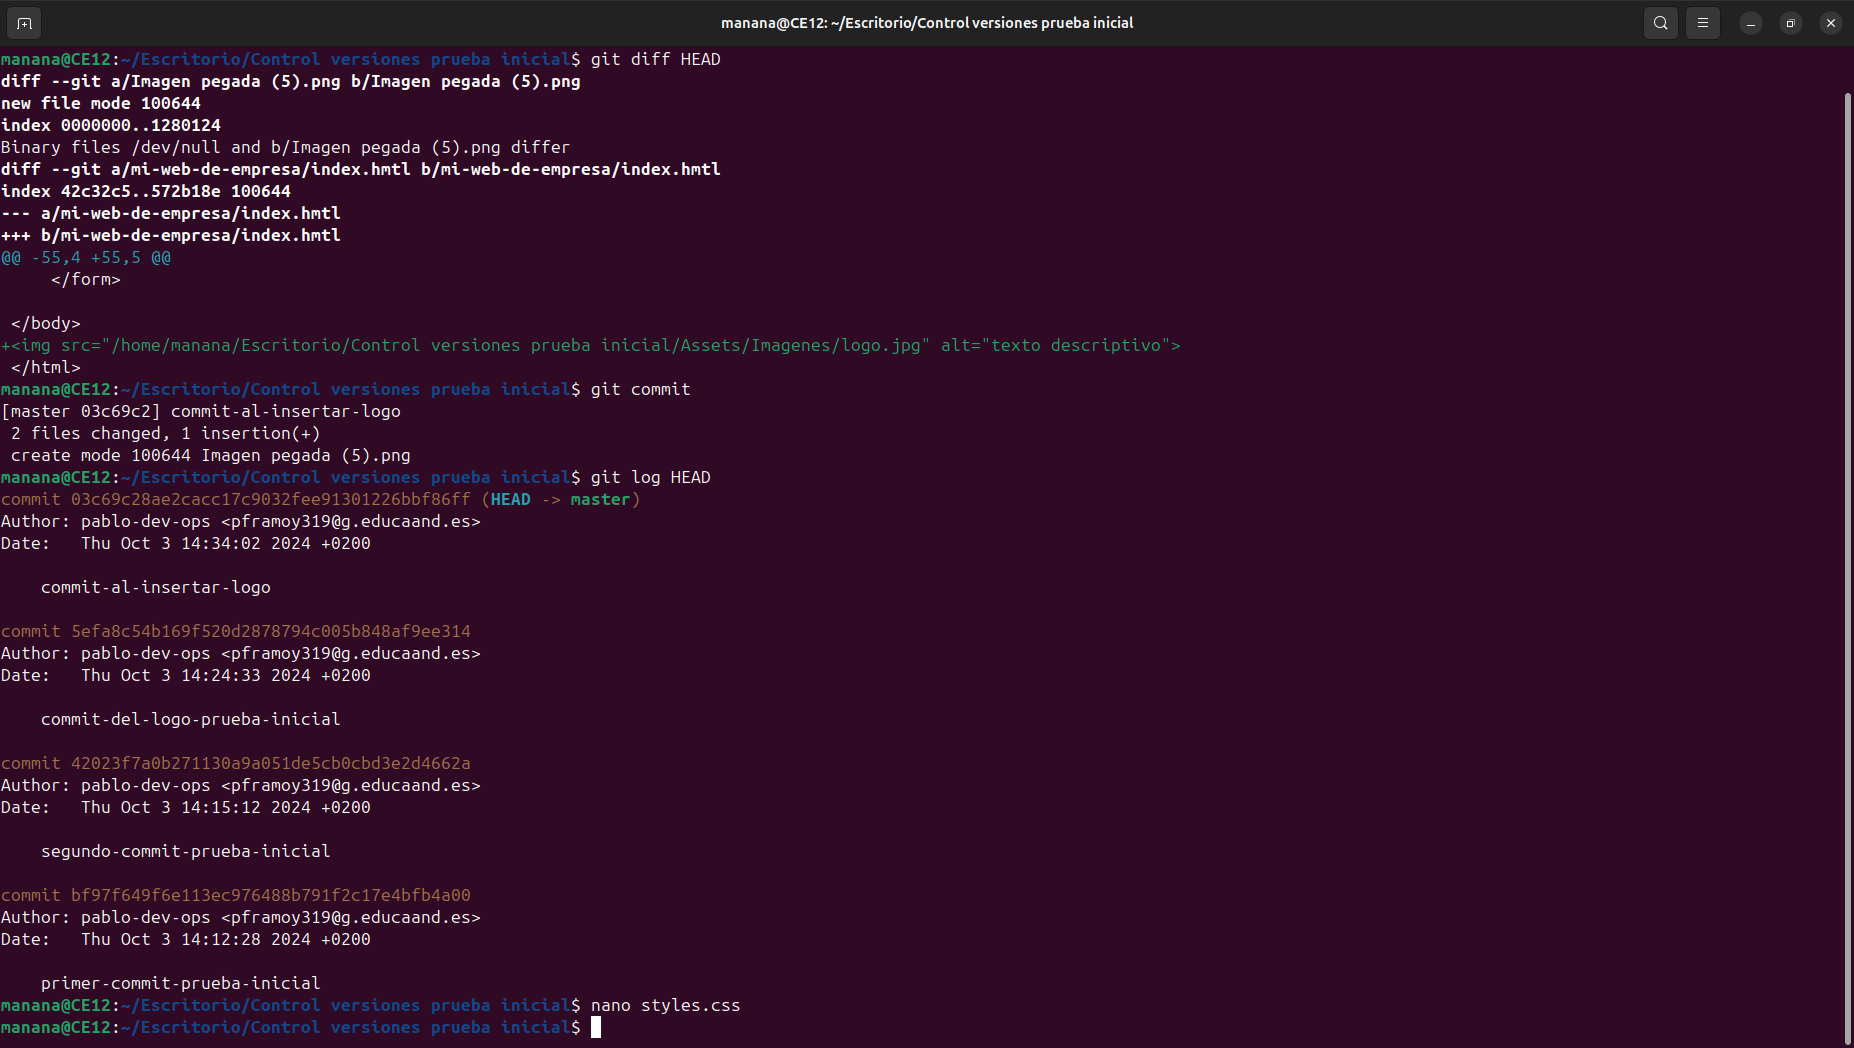 manana@CE12: ~/Escritorio/Control versiones prueba inicial
manana@CE12:~/Escritorio/Control versiones prueba inicial$ git diff HEAD
diff --git a/Imagen pegada (5).png b/Imagen pegada (5).png
new file mode 100644
index 0000000..1280124
Binary files /dev/null and b/Imagen pegada (5).png differ
diff --git a/mi-web-de-empresa/index.hmtl b/mi-web-de-empresa/index.hmtl
index 42c32c5..572b18e 100644
--- a/mi-web-de-empresa/index.hmtl
+++ b/mi-web-de-empresa/index.hmtl
@@ -55,4 +55,5 @@
     </form>
 </body>
+<img src="/home/manana/Escritorio/Control versiones prueba inicial/Assets/Imagenes/logo.jpg" alt="texto descriptivo">
 </html>
manana@CE12:~/Escritorio/Control versiones prueba inicial$ git commit
[master 03c69c2] commit-al-insertar-logo
 2 files changed, 1 insertion(+)
 create mode 100644 Imagen pegada (5).png
manana@CE12:~/Escritorio/Control versiones prueba inicial$ git log HEAD
commit 03c69c28ae2cacc17c9032fee91301226bbf86ff (HEAD -> master)
Author: pablo-dev-ops <pframoy319@g.educaand.es>
Date:   Thu Oct 3 14:34:02 2024 +0200
    commit-al-insertar-logo
commit 5efa8c54b169f520d2878794c005b848af9ee314
Author: pablo-dev-ops <pframoy319@g.educaand.es>
Date:   Thu Oct 3 14:24:33 2024 +0200
    commit-del-logo-prueba-inicial
commit 42023f7a0b271130a9a051de5cb0cbd3e2d4662a
Author: pablo-dev-ops <pframoy319@g.educaand.es>
Date:   Thu Oct 3 14:15:12 2024 +0200
    segundo-commit-prueba-inicial
commit bf97f649f6e113ec976488b791f2c17e4bfb4a00
Author: pablo-dev-ops <pframoy319@g.educaand.es>
Date:   Thu Oct 3 14:12:28 2024 +0200
    primer-commit-prueba-inicial
manana@CE12:~/Escritorio/Control versiones prueba inicial$ nano styles.css
manana@CE12:~/Escritorio/Control versiones prueba inicial$